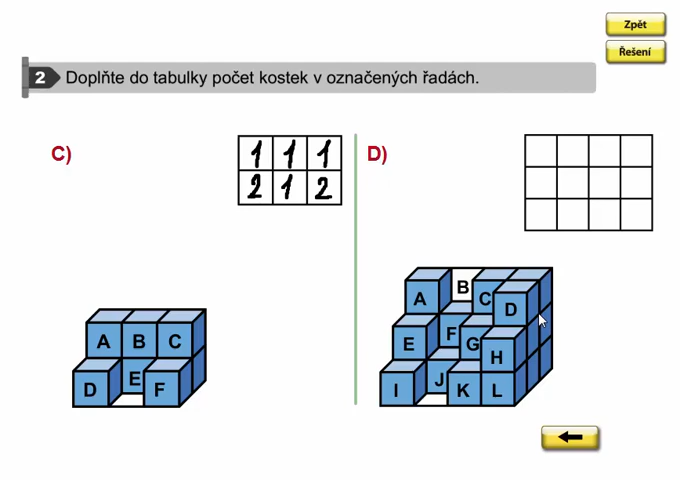 Zpět
Řešení
2 Doplňte do tabulky počet kostek v označených řadách.
C)
1 1 1
2 1 2
D)
A B C D
E F G H
I J K L
A B C
D E F